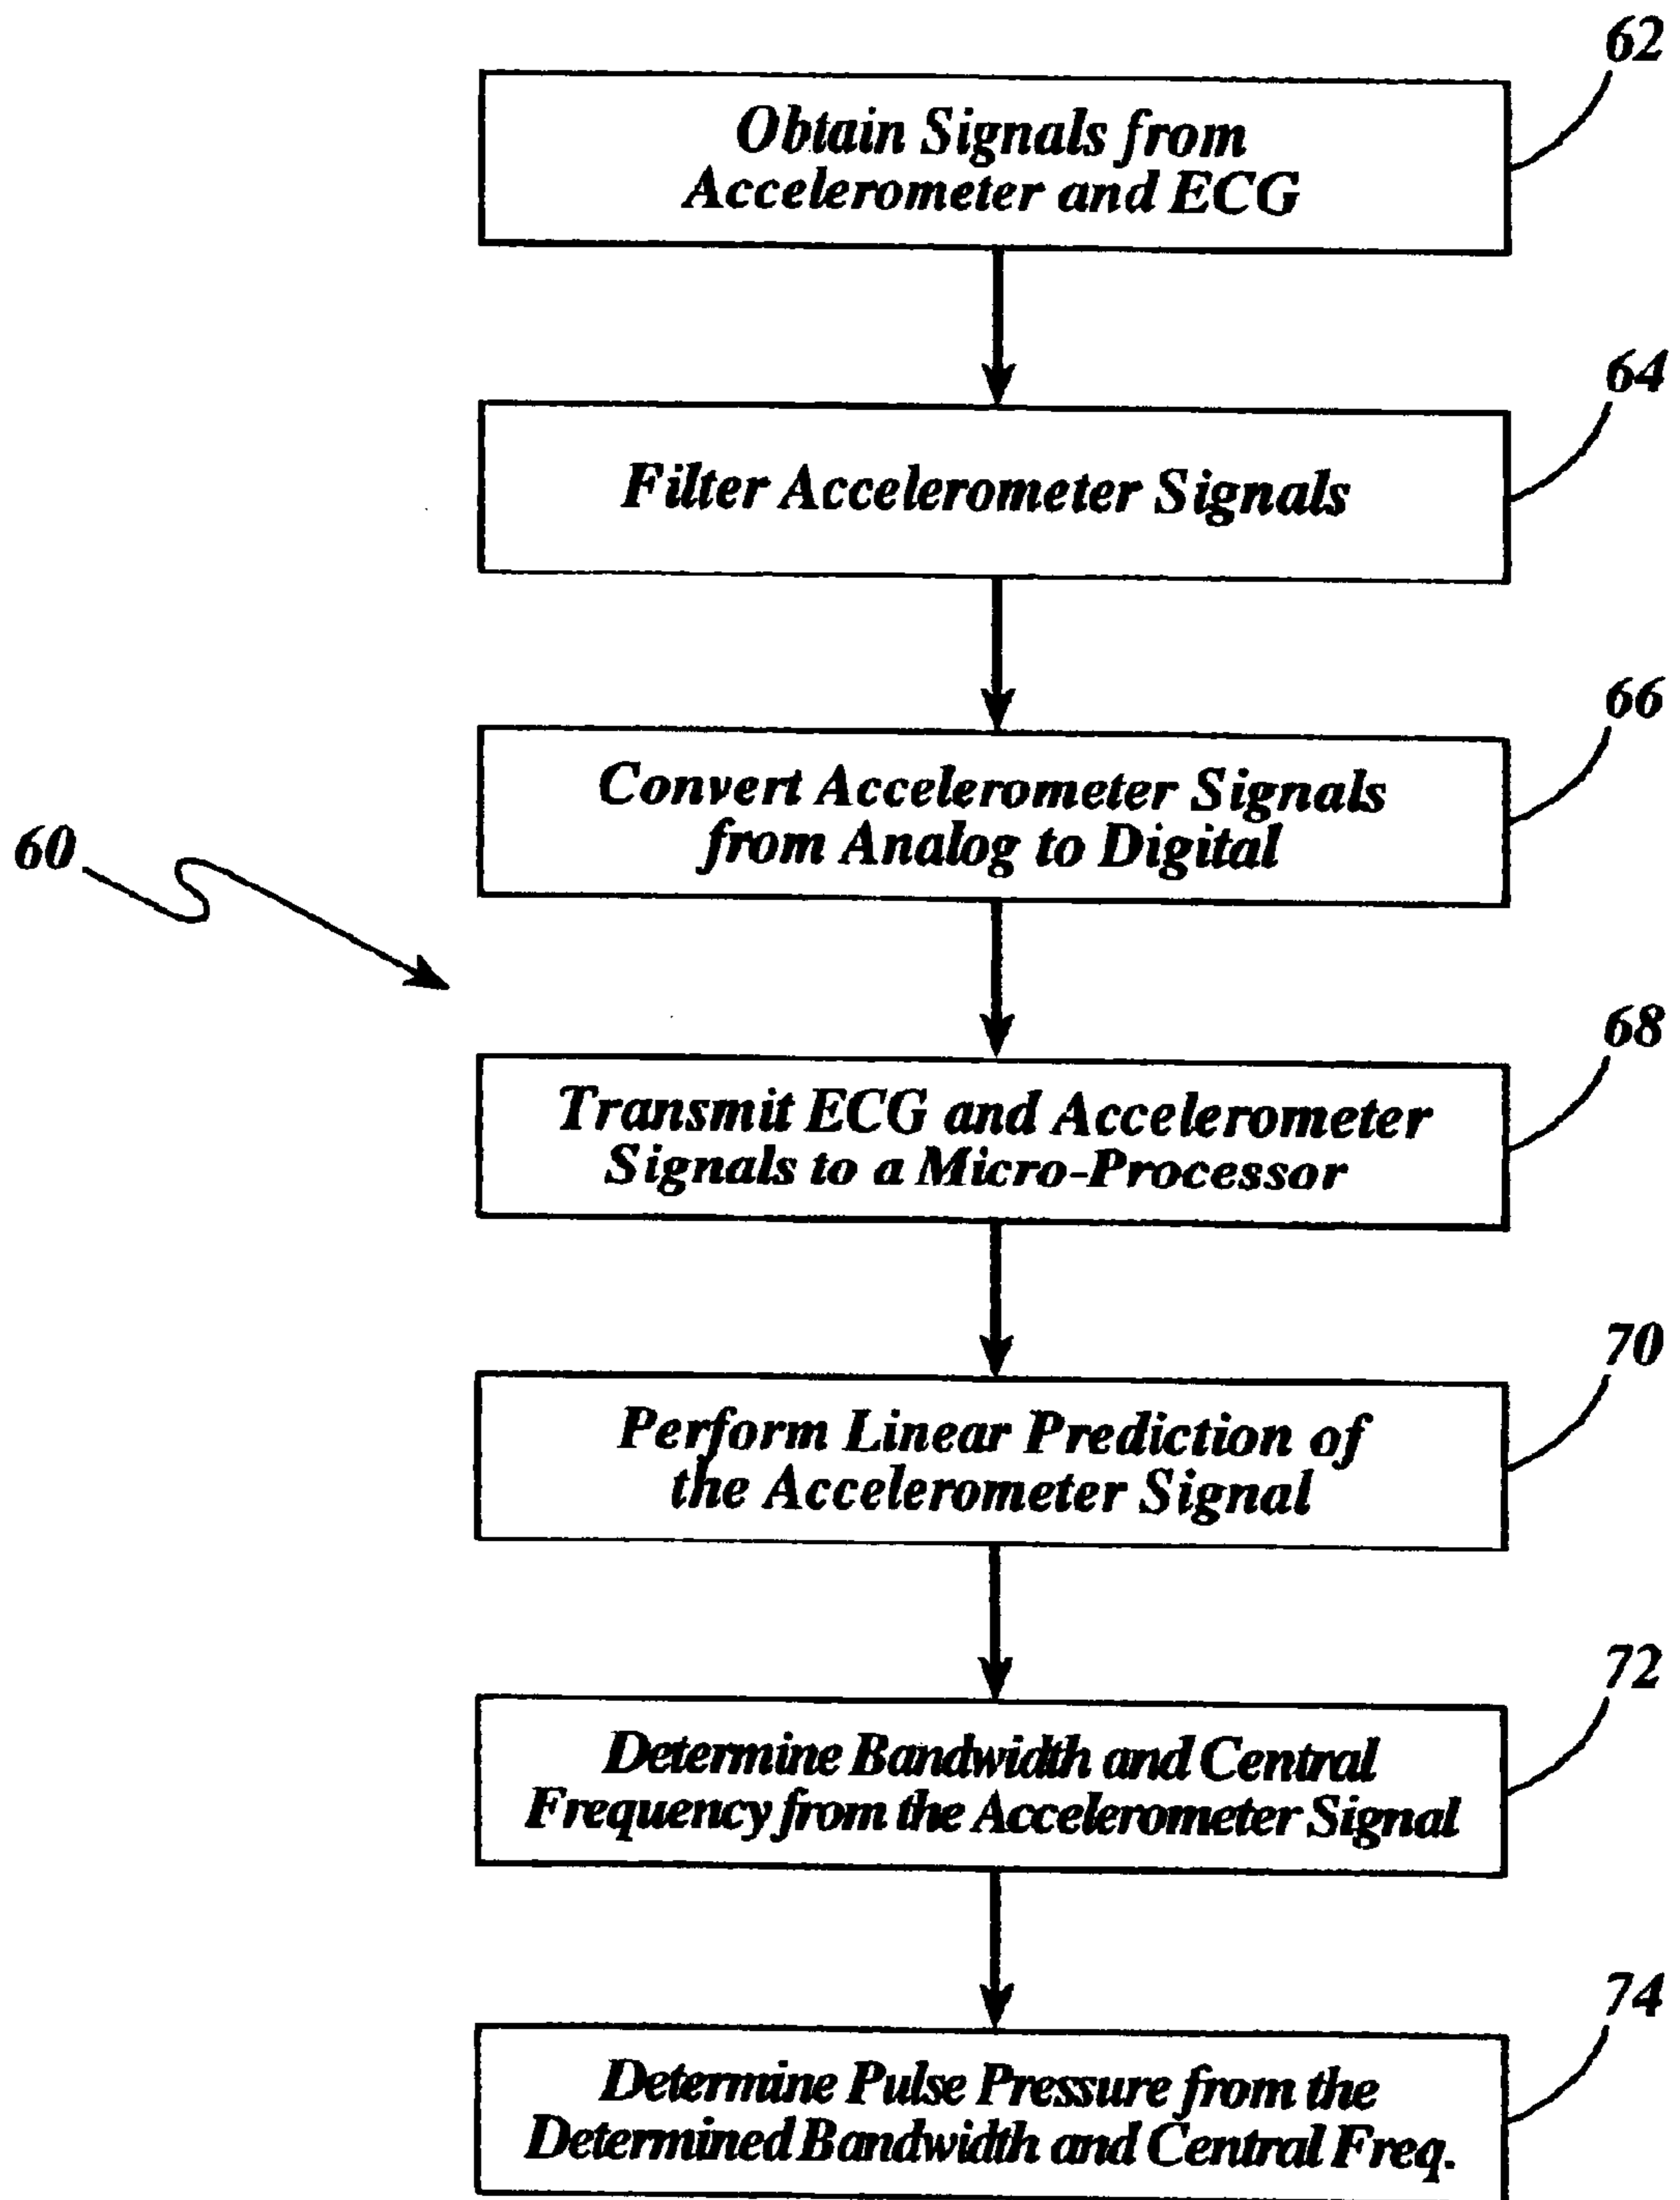 62
Obtain Signals from
Accelerometer and ECG
64
Filter Accelerometer Signals
66
Convert Accelerometer Signals
from Analog to Digital
60
68
Transmit ECG and Accelerometer
Signals to a Micro-Processor
70
Perform Linear Prediction of
the Accelerometer Signal
72
Determine Bandwidth and Central
Frequency from the Accelerometer Signal
74
Determine Pulse Pressure from the
Determined Bandwidth and Central Freq.